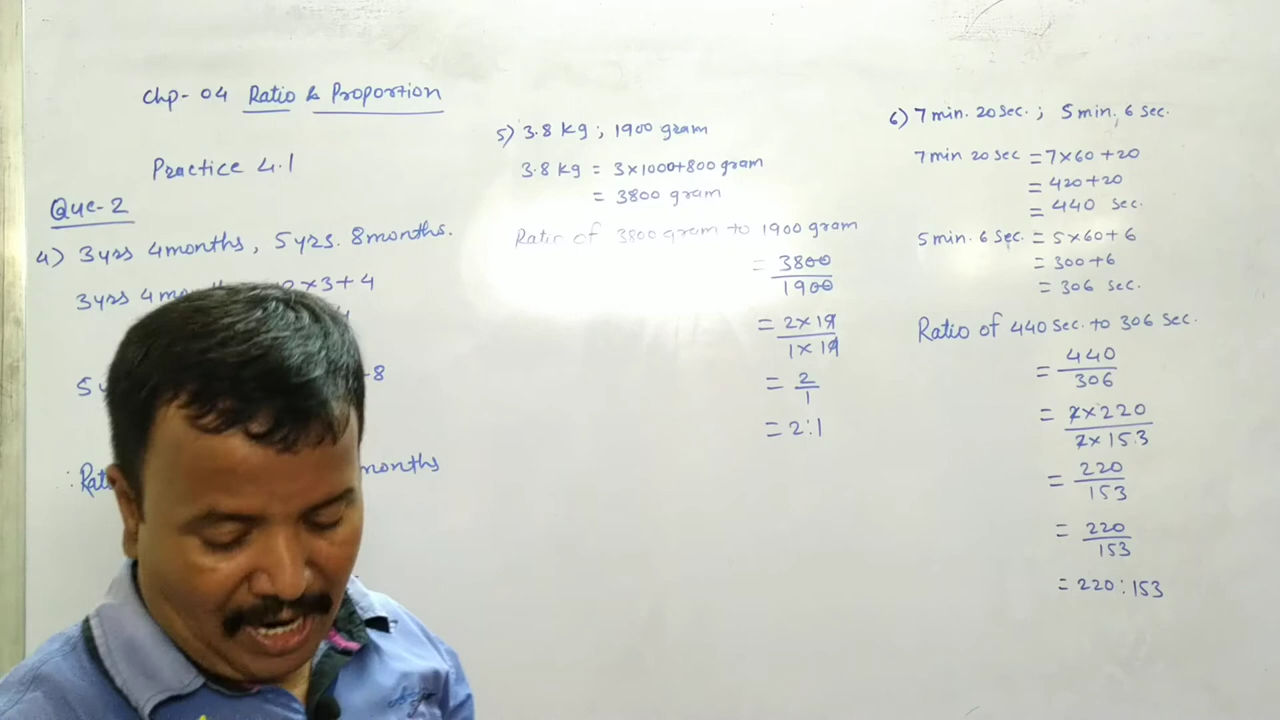 Chp- 04 Ratio & Proportion
Practice 4.1
Que-2
4) 3yrs 4months, 5yrs. 8months.
3yrs 4mo ×3+4
5y 8
∴ months
5) 3.8 kg ; 1900 gram
3.8 kg = 3×1000+800 gram
= 3800 gram
Ratio of 3800 gram to 1900 gram
= 3800
1900
= 2×19
1×19
= 2
1
= 2:1
6) 7 min. 20 sec. ; 5 min. 6 sec.
7 min 20 sec = 7×60+20
= 420+20
= 440 sec.
5 min. 6 sec. = 5×60+6
= 300+6
= 306 sec.
Ratio of 440 sec. to 306 sec.
= 440
306
= 2×220
2×153
= 220
153
= 220
153
= 220:153